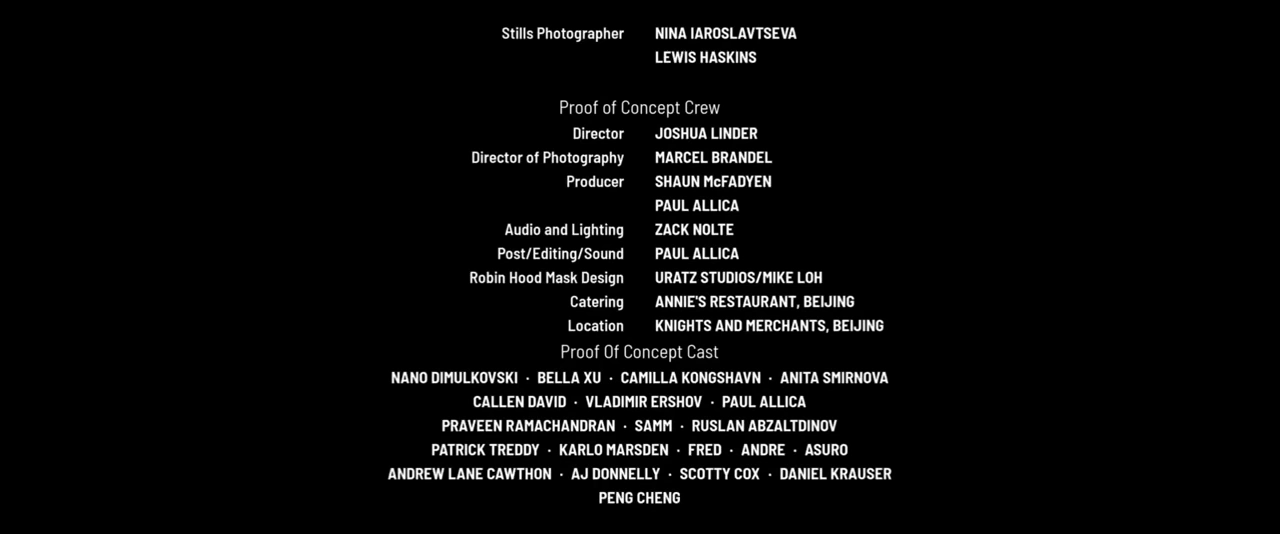 Stills Photographer NINA IAROSLAVTSEVA
LEWIS HASKINS
Proof of Concept Crew
Director JOSHUA LINDER
Director of Photography MARCEL BRANDEL
Producer SHAUN McFADYEN
PAUL ALLICA
Audio and Lighting ZACK NOLTE
Post/Editing/Sound PAUL ALLICA
Robin Hood Mask Design URATZ STUDIOS/MIKE LOH
Catering ANNIE'S RESTAURANT, BEIJING
Location KNIGHTS AND MERCHANTS, BEIJING
Proof Of Concept Cast
NANO DIMULKOVSKI · BELLA XU · CAMILLA KONGSHAVN · ANITA SMIRNOVA
CALLEN DAVID · VLADIMIR ERSHOV · PAUL ALLICA
PRAVEEN RAMACHANDRAN · SAMM · RUSLAN ABZALTDINOV
PATRICK TREDDY · KARLO MARSDEN · FRED · ANDRE · ASURO
ANDREW LANE CAWTHON · AJ DONNELLY · SCOTTY COX · DANIEL KRAUSER
PENG CHENG